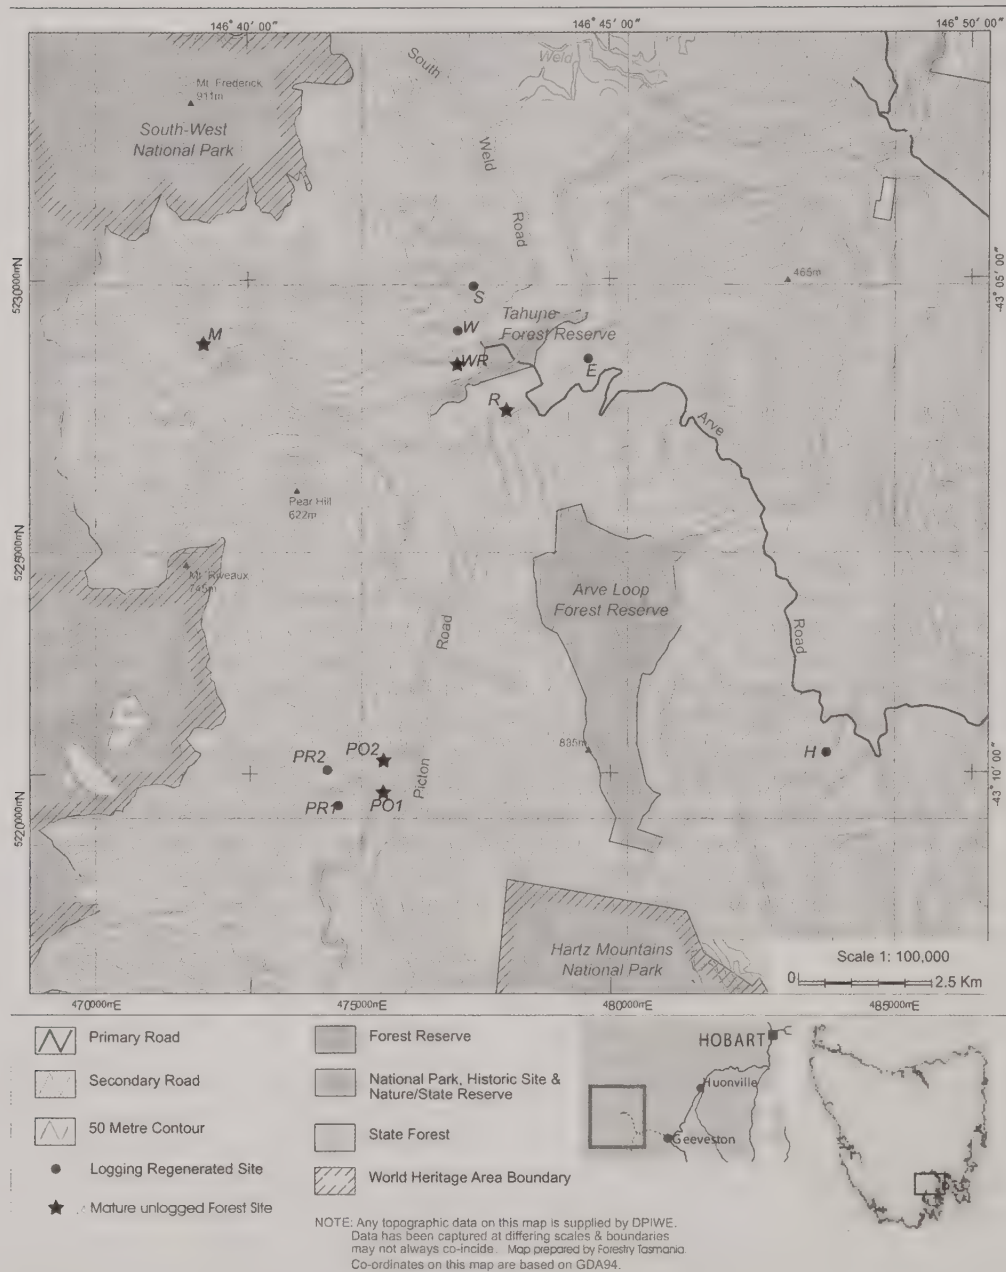 146° 40' 00"
146° 45' 00"
146° 50' 00"
Mt. Frederick
911m
South-West
National Park
South
Weld
Weld
Road
5230000mN
-43° 05' 00"
465m
S
Tahune
Forest Reserve
W
M
WR
E
R
Arve
Pear Hill
622m
5225000mN
Mt. Riveaux
745m
Arve Loop
Forest Reserve
Road
Road
835m
H
PR2
PO2
Picton
PR1
PO1
-43° 10' 00"
5220000mN
Hartz Mountains
National Park
Scale 1: 100,000
0
2.5 Km
470000mE
475000mE
480000mE
485000mE
Primary Road
Secondary Road
50 Metre Contour
Logging Regenerated Site
Mature unlogged Forest Site
Forest Reserve
National Park, Historic Site &
Nature/State Reserve
State Forest
World Heritage Area Boundary
HOBART
Huonville
Geeveston
NOTE: Any topographic data on this map is supplied by DPIWE.
Data has been captured at differing scales & boundaries
may not always co-incide. Map prepared by Forestry Tasmania.
Co-ordinates on this map are based on GDA94.